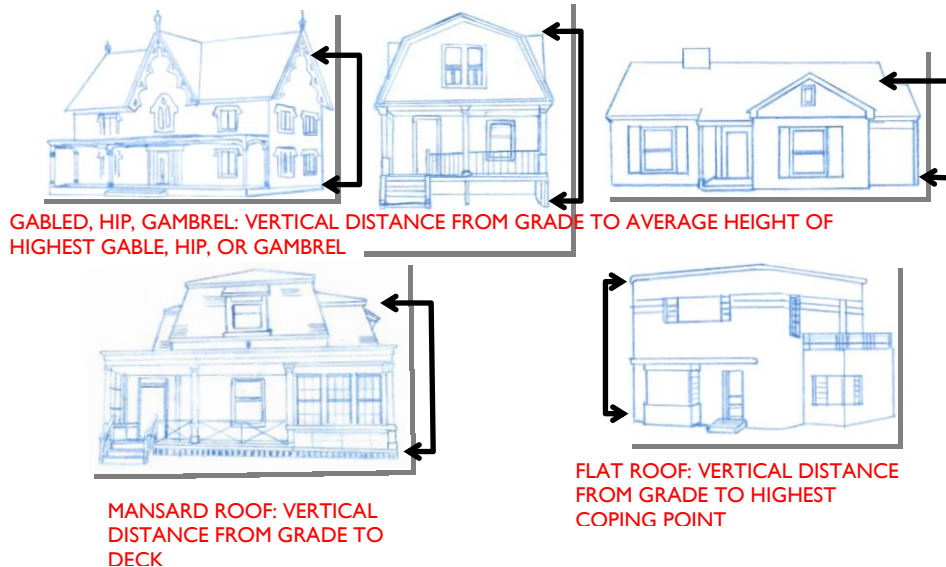 GABLED, HIP, GAMBREL: VERTICAL DISTANCE FROM GRADE TO AVERAGE HEIGHT OF
HIGHEST GABLE, HIP, OR GAMBREL
MANSARD ROOF: VERTICAL
DISTANCE FROM GRADE TO
DECK
FLAT ROOF: VERTICAL DISTANCE
FROM GRADE TO HIGHEST
COPING POINT